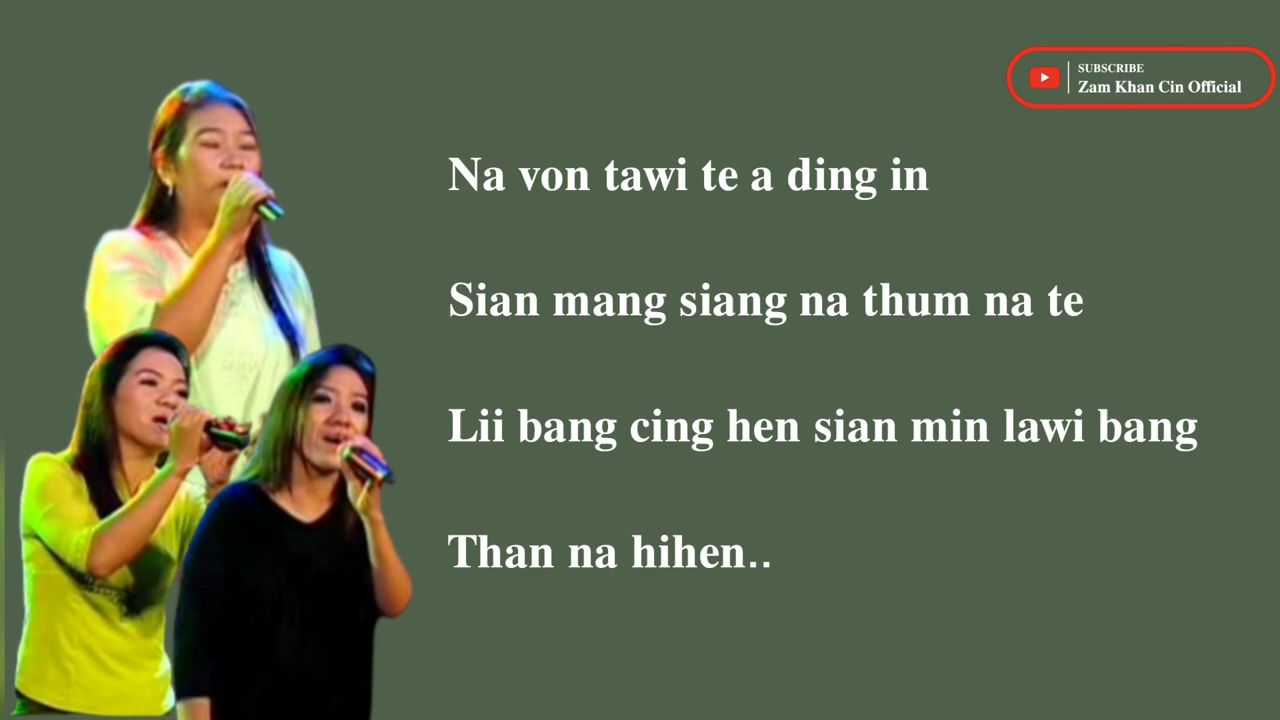 SUBSCRIBE
Zam Khan Cin Official
Na von tawi te a ding in
Sian mang siang na thum na te
Lii bang cing hen sian min lawi bang
Than na hihen..